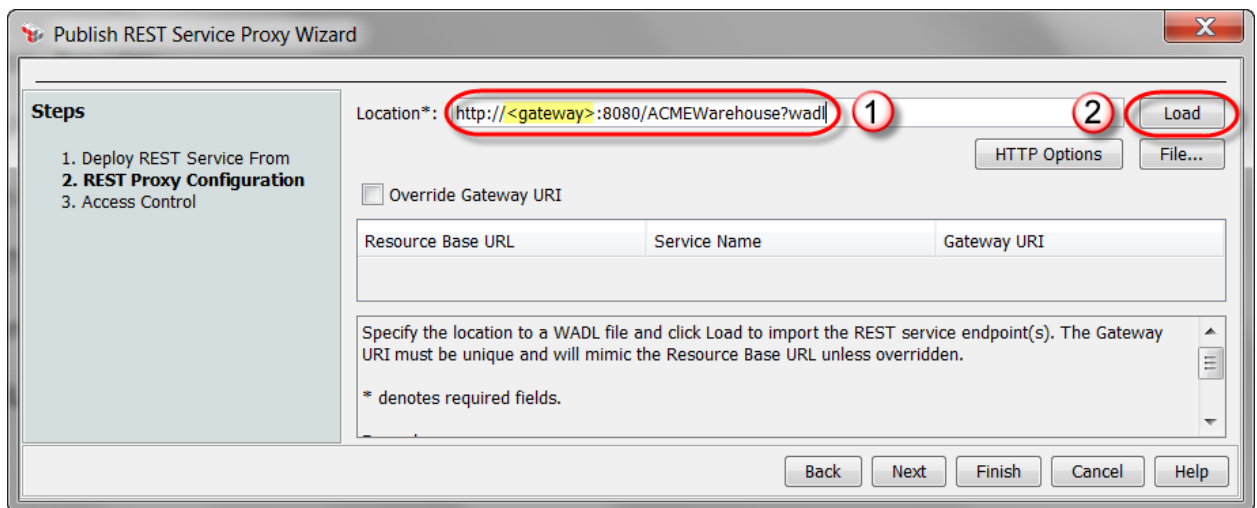 Publish REST Service Proxy Wizard
X
Steps
1. Deploy REST Service From
2. REST Proxy Configuration
3. Access Control
Location*: http://<gateway>:8080/ACMEWarehouse?wadl
1
2
Load
HTTP Options
File...
Override Gateway URI
Resource Base URL Service Name Gateway URI
Specify the location to a WADL file and click Load to import the REST service endpoint(s). The Gateway
URI must be unique and will mimic the Resource Base URL unless overridden.
* denotes required fields.
Back Next Finish Cancel Help